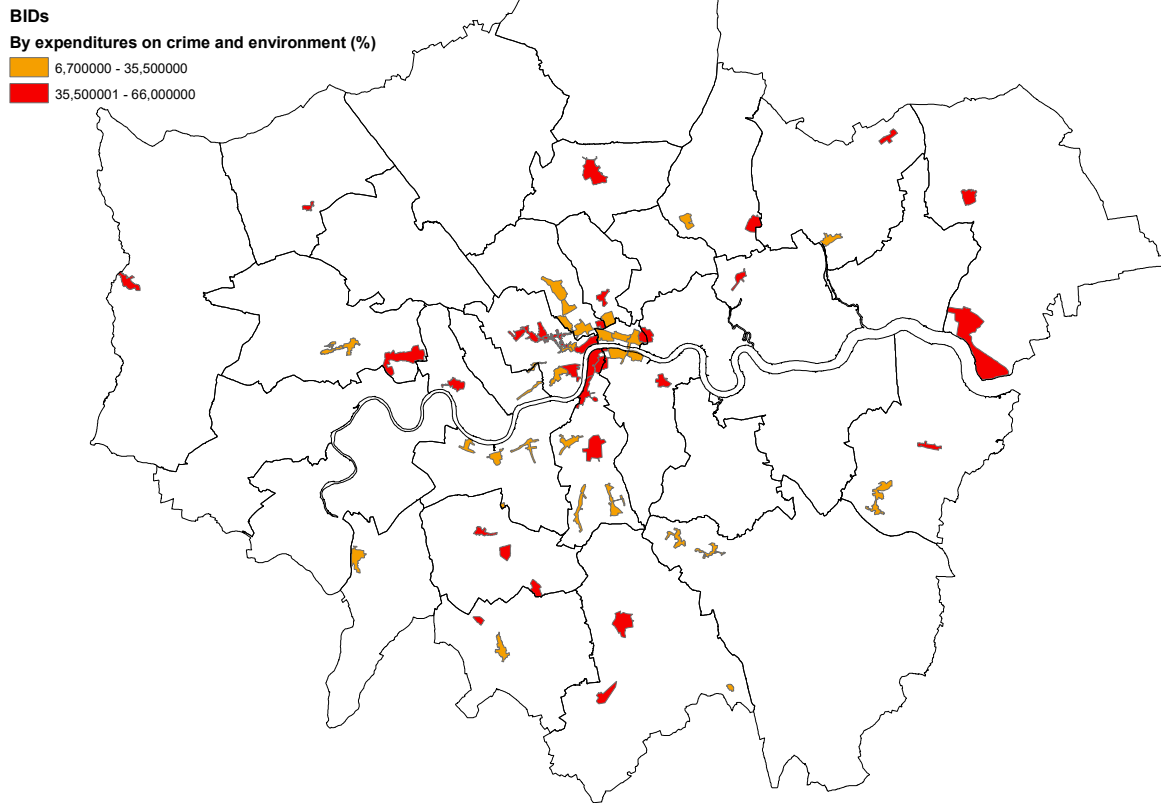 BIDs
By expenditures on crime and environment (%)
6,700000 - 35,500000
35,500001 - 66,000000